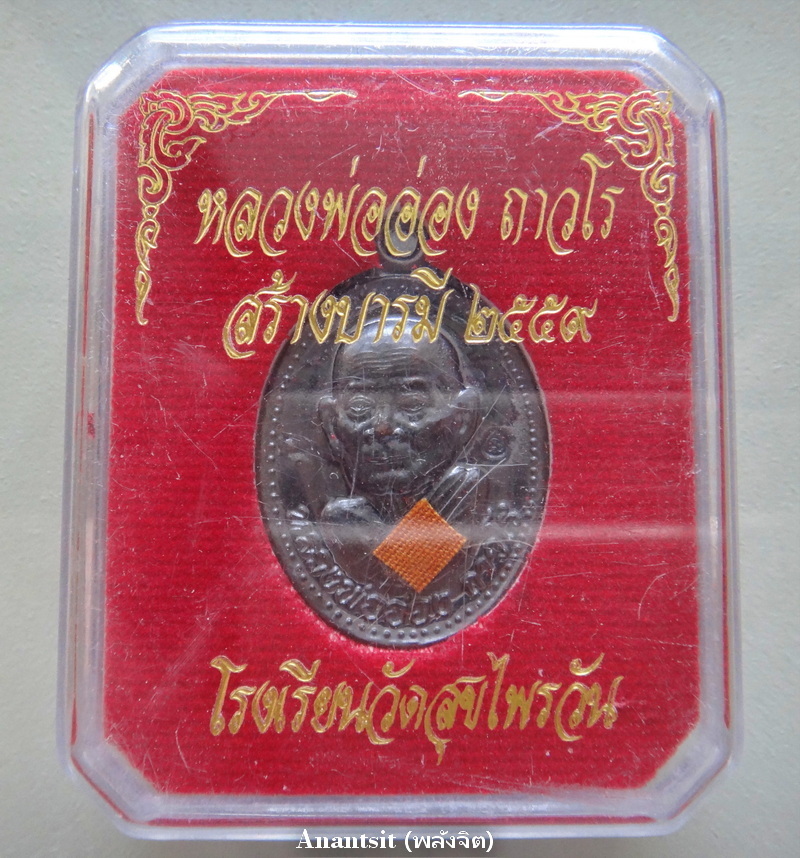 หลวงพ่ออ่อง ถาวโร
สร้างบารมี ๒๕๕๙
โรงเรียนวัดสุขไพรวัน
Anantsit (พลังจิต)